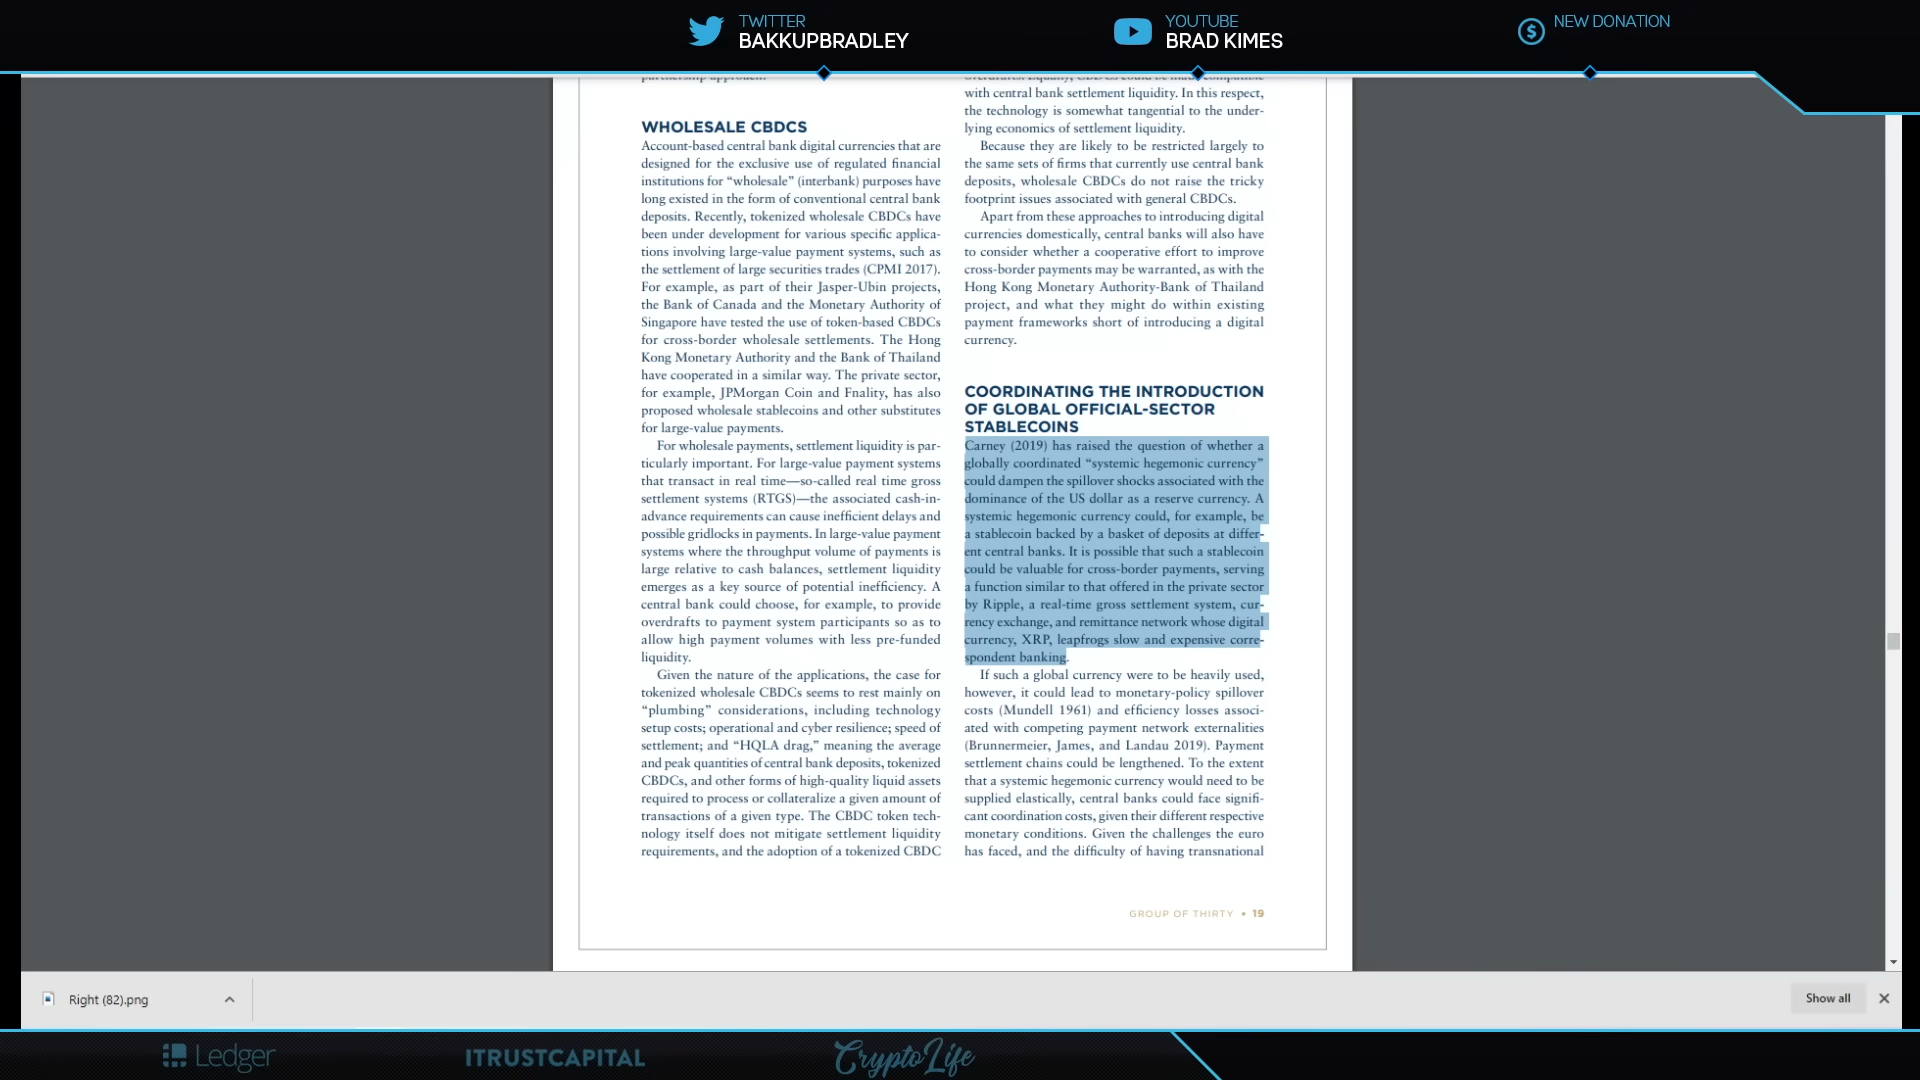 TWITTER
BAKKUPBRADLEY
YOUTUBE
BRAD KIMES
NEW DONATION
partnership approach.
WHOLESALE CBDCS
Account-based central bank digital currencies that are
designed for the exclusive use of regulated financial
institutions for “wholesale” (interbank) purposes have
long existed in the form of conventional central bank
deposits. Recently, tokenized wholesale CBDCs have
been under development for various specific applica-
tions involving large-value payment systems, such as
the settlement of large securities trades (CPMI 2017).
For example, as part of their Jasper-Ubin projects,
the Bank of Canada and the Monetary Authority of
Singapore have tested the use of token-based CBDCs
for cross-border wholesale settlements. The Hong
Kong Monetary Authority and the Bank of Thailand
have cooperated in a similar way. The private sector,
for example, JPMorgan Coin and Fnality, has also
proposed wholesale stablecoins and other substitutes
for large-value payments.
For wholesale payments, settlement liquidity is par-
ticularly important. For large-value payment systems
that transact in real time—so-called real time gross
settlement systems (RTGS)—the associated cash-in-
advance requirements can cause inefficient delays and
possible gridlocks in payments. In large-value payment
systems where the throughput volume of payments is
large relative to cash balances, settlement liquidity
emerges as a key source of potential inefficiency. A
central bank could choose, for example, to provide
overdrafts to payment system participants so as to
allow high payment volumes with less pre-funded
liquidity.
Given the nature of the applications, the case for
tokenized wholesale CBDCs seems to rest mainly on
“plumbing” considerations, including technology
setup costs; operational and cyber resilience; speed of
settlement; and “HQLA drag,” meaning the average
and peak quantities of central bank deposits, tokenized
CBDCs, and other forms of high-quality liquid assets
required to process or collateralize a given amount of
transactions of a given type. The CBDC token tech-
nology itself does not mitigate settlement liquidity
requirements, and the adoption of a tokenized CBDC
overdrafts. Equally, CBDCs could be made compatible
with central bank settlement liquidity. In this respect,
the technology is somewhat tangential to the under-
lying economics of settlement liquidity.
Because they are likely to be restricted largely to
the same sets of firms that currently use central bank
deposits, wholesale CBDCs do not raise the tricky
footprint issues associated with general CBDCs.
Apart from these approaches to introducing digital
currencies domestically, central banks will also have
to consider whether a cooperative effort to improve
cross-border payments may be warranted, as with the
Hong Kong Monetary Authority-Bank of Thailand
project, and what they might do within existing
payment frameworks short of introducing a digital
currency.
COORDINATING THE INTRODUCTION
OF GLOBAL OFFICIAL-SECTOR
STABLECOINS
Carney (2019) has raised the question of whether a
globally coordinated “systemic hegemonic currency”
could dampen the spillover shocks associated with the
dominance of the US dollar as a reserve currency. A
systemic hegemonic currency could, for example, be
a stablecoin backed by a basket of deposits at differ-
ent central banks. It is possible that such a stablecoin
could be valuable for cross-border payments, serving
a function similar to that offered in the private sector
by Ripple, a real-time gross settlement system, cur-
rency exchange, and remittance network whose digital
currency, XRP, leapfrogs slow and expensive corre-
spondent banking.
If such a global currency were to be heavily used,
however, it could lead to monetary-policy spillover
costs (Mundell 1961) and efficiency losses associ-
ated with competing payment network externalities
(Brunnermeier, James, and Landau 2019). Payment
settlement chains could be lengthened. To the extent
that a systemic hegemonic currency would need to be
supplied elastically, central banks could face signifi-
cant coordination costs, given their different respective
monetary conditions. Given the challenges the euro
has faced, and the difficulty of having transnational
GROUP OF THIRTY • 19
Right (82).png
Show all
Ledger
ITRUSTCAPITAL
CryptoLife